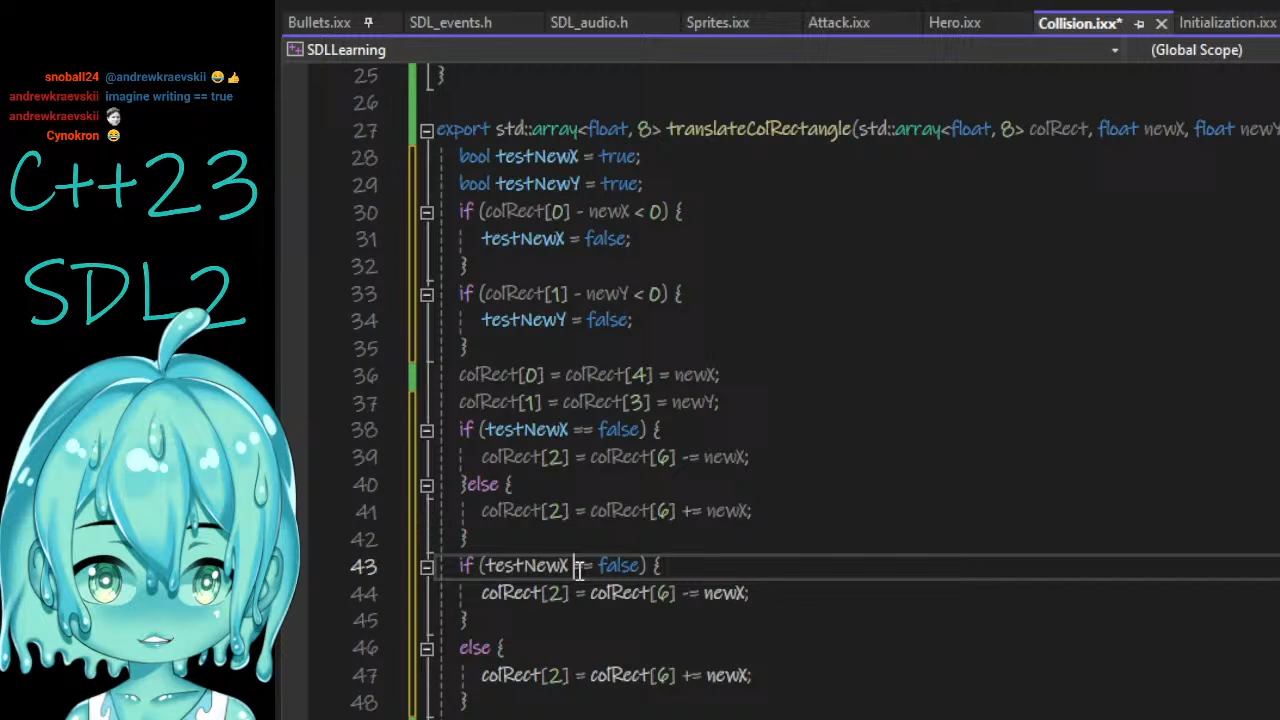 Bullets.ixx SDL_events.h SDL_audio.h Sprites.ixx Attack.ixx Hero.ixx Collision.ixx* Initialization.ixx
SDLLearning (Global Scope)
snoball24 @andrewkraevskii 😂👍
andrewkraevskii imagine writing == true
andrewkraevskii
Cynokron 😂
C++23
SDL2
25 }
26
27 export std::array<float, 8> translateColRectangle(std::array<float, 8> colRect, float newX, float newY
28 bool testNewX = true;
29 bool testNewY = true;
30 if (colRect[0] - newX < 0) {
31 testNewX = false;
32 }
33 if (colRect[1] - newY < 0) {
34 testNewY = false;
35 }
36 colRect[0] = colRect[4] = newX;
37 colRect[1] = colRect[3] = newY;
38 if (testNewX == false) {
39 colRect[2] = colRect[6] -= newX;
40 }else {
41 colRect[2] = colRect[6] += newX;
42 }
43 if (testNewX == false) {
44 colRect[2] = colRect[6] -= newX;
45 }
46 else {
47 colRect[2] = colRect[6] += newX;
48 }